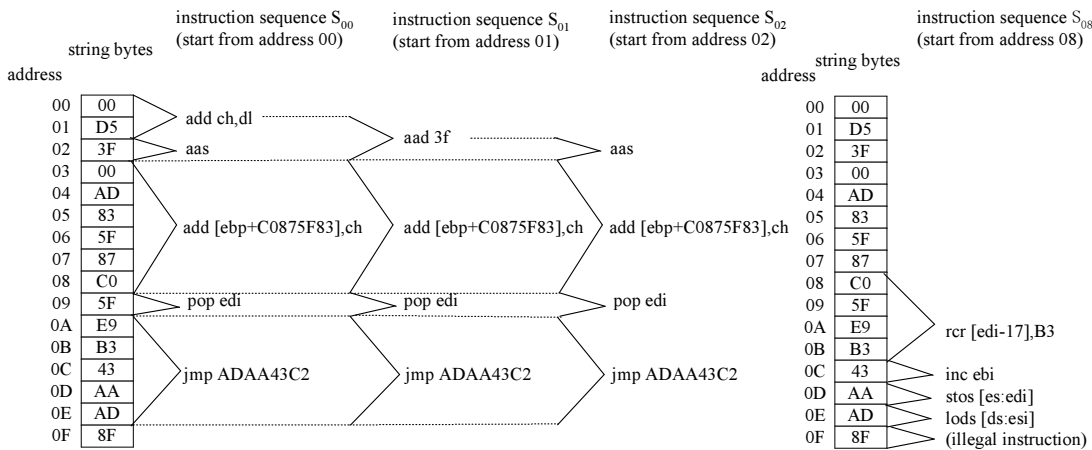 instruction sequence S00 instruction sequence S01 instruction sequence S02 instruction sequence S08
(start from address 00) (start from address 01) (start from address 02) (start from address 08)
string bytes string bytes
address address
00 00 00 00
01 D5 add ch,dl 01 D5
02 3F aas aad 3f aas 02 3F
03 00 03 00
04 AD 04 AD
05 83 05 83
06 5F add [ebp+C0875F83],ch add [ebp+C0875F83],ch add [ebp+C0875F83],ch 06 5F
07 87 07 87
08 C0 08 C0
09 5F pop edi pop edi pop edi 09 5F
0A E9 0A E9 rcr [edi-17],B3
0B B3 0B B3
0C 43 jmp ADAA43C2 jmp ADAA43C2 jmp ADAA43C2 0C 43 inc ebi
0D AA 0D AA stos [es:edi]
0E AD 0E AD lods [ds:esi]
0F 8F 0F 8F (illegal instruction)